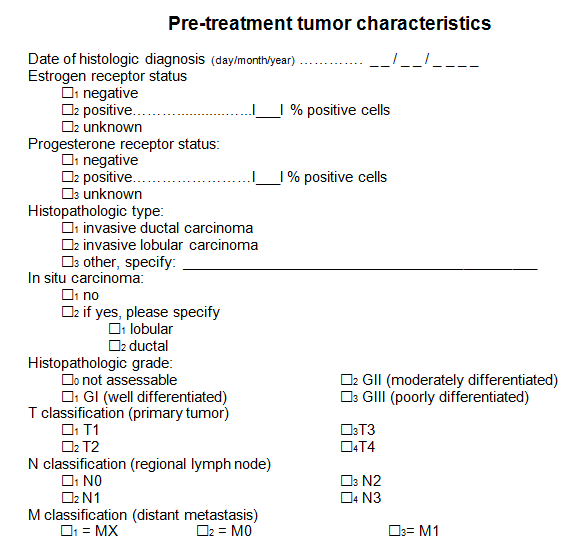 Pre-treatment tumor characteristics
Date of histologic diagnosis (day/month/year) …………. _ _ / _ _ / _ _ _ _
Estrogen receptor status
☐1 negative
☐2 positive………..............…..I___I % positive cells
☐2 unknown
Progesterone receptor status:
☐1 negative
☐2 positive……………………..I___I % positive cells
☐3 unknown
Histopathologic type:
☐1 invasive ductal carcinoma
☐2 invasive lobular carcinoma
☐3 other, specify: ____________________________________________
In situ carcinoma:
☐1 no
☐2 if yes, please specify
☐1 lobular
☐2 ductal
Histopathologic grade:
☐0 not assessable ☐2 GII (moderately differentiated)
☐1 GI (well differentiated) ☐3 GIII (poorly differentiated)
T classification (primary tumor)
☐1 T1 ☐3T3
☐2 T2 ☐4T4
N classification (regional lymph node)
☐1 N0 ☐3 N2
☐2 N1 ☐4 N3
M classification (distant metastasis)
☐1 = MX ☐2 = M0 ☐3= M1